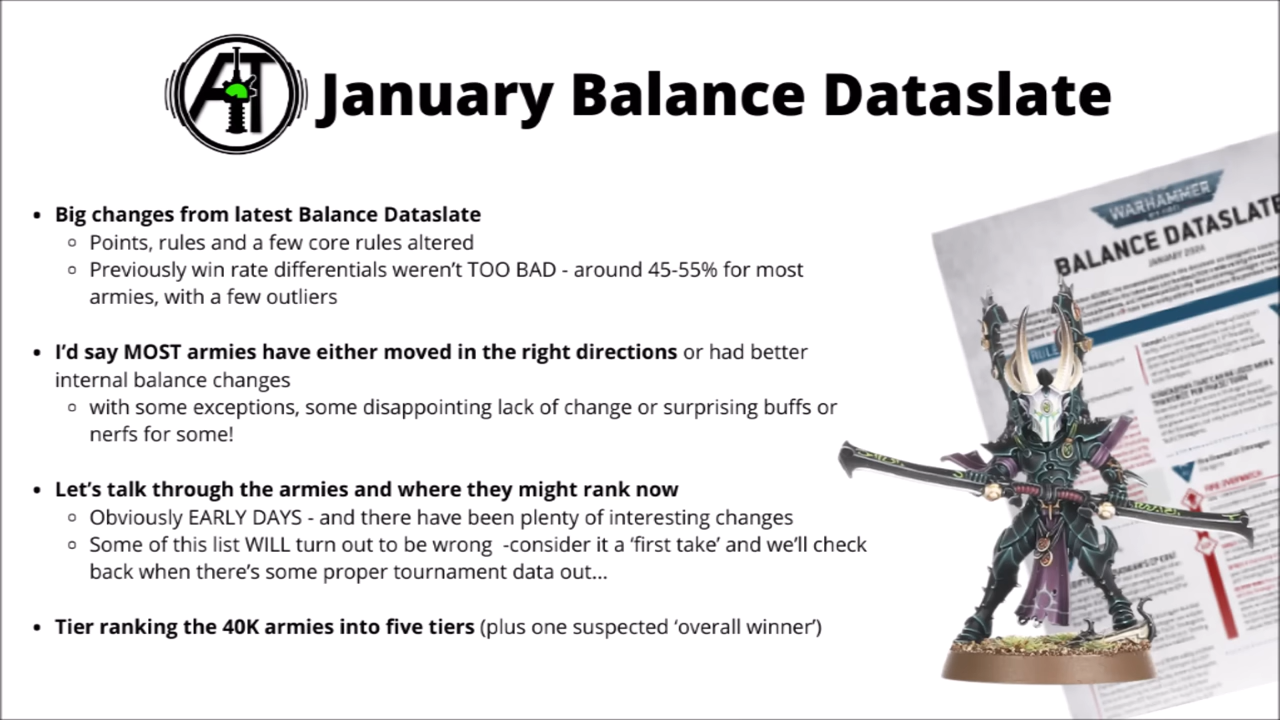 AT
January Balance Dataslate
• Big changes from latest Balance Dataslate
○ Points, rules and a few core rules altered
○ Previously win rate differentials weren't TOO BAD - around 45-55% for most
armies, with a few outliers
• I'd say MOST armies have either moved in the right directions or had better
internal balance changes
○ with some exceptions, some disappointing lack of change or surprising buffs or
nerfs for some!
• Let's talk through the armies and where they might rank now
○ Obviously EARLY DAYS - and there have been plenty of interesting changes
○ Some of this list WILL turn out to be wrong -consider it a 'first take' and we'll check
back when there's some proper tournament data out...
• Tier ranking the 40K armies into five tiers (plus one suspected 'overall winner')
WARHAMMER
BALANCE DATASLATE
JANUARY 2024